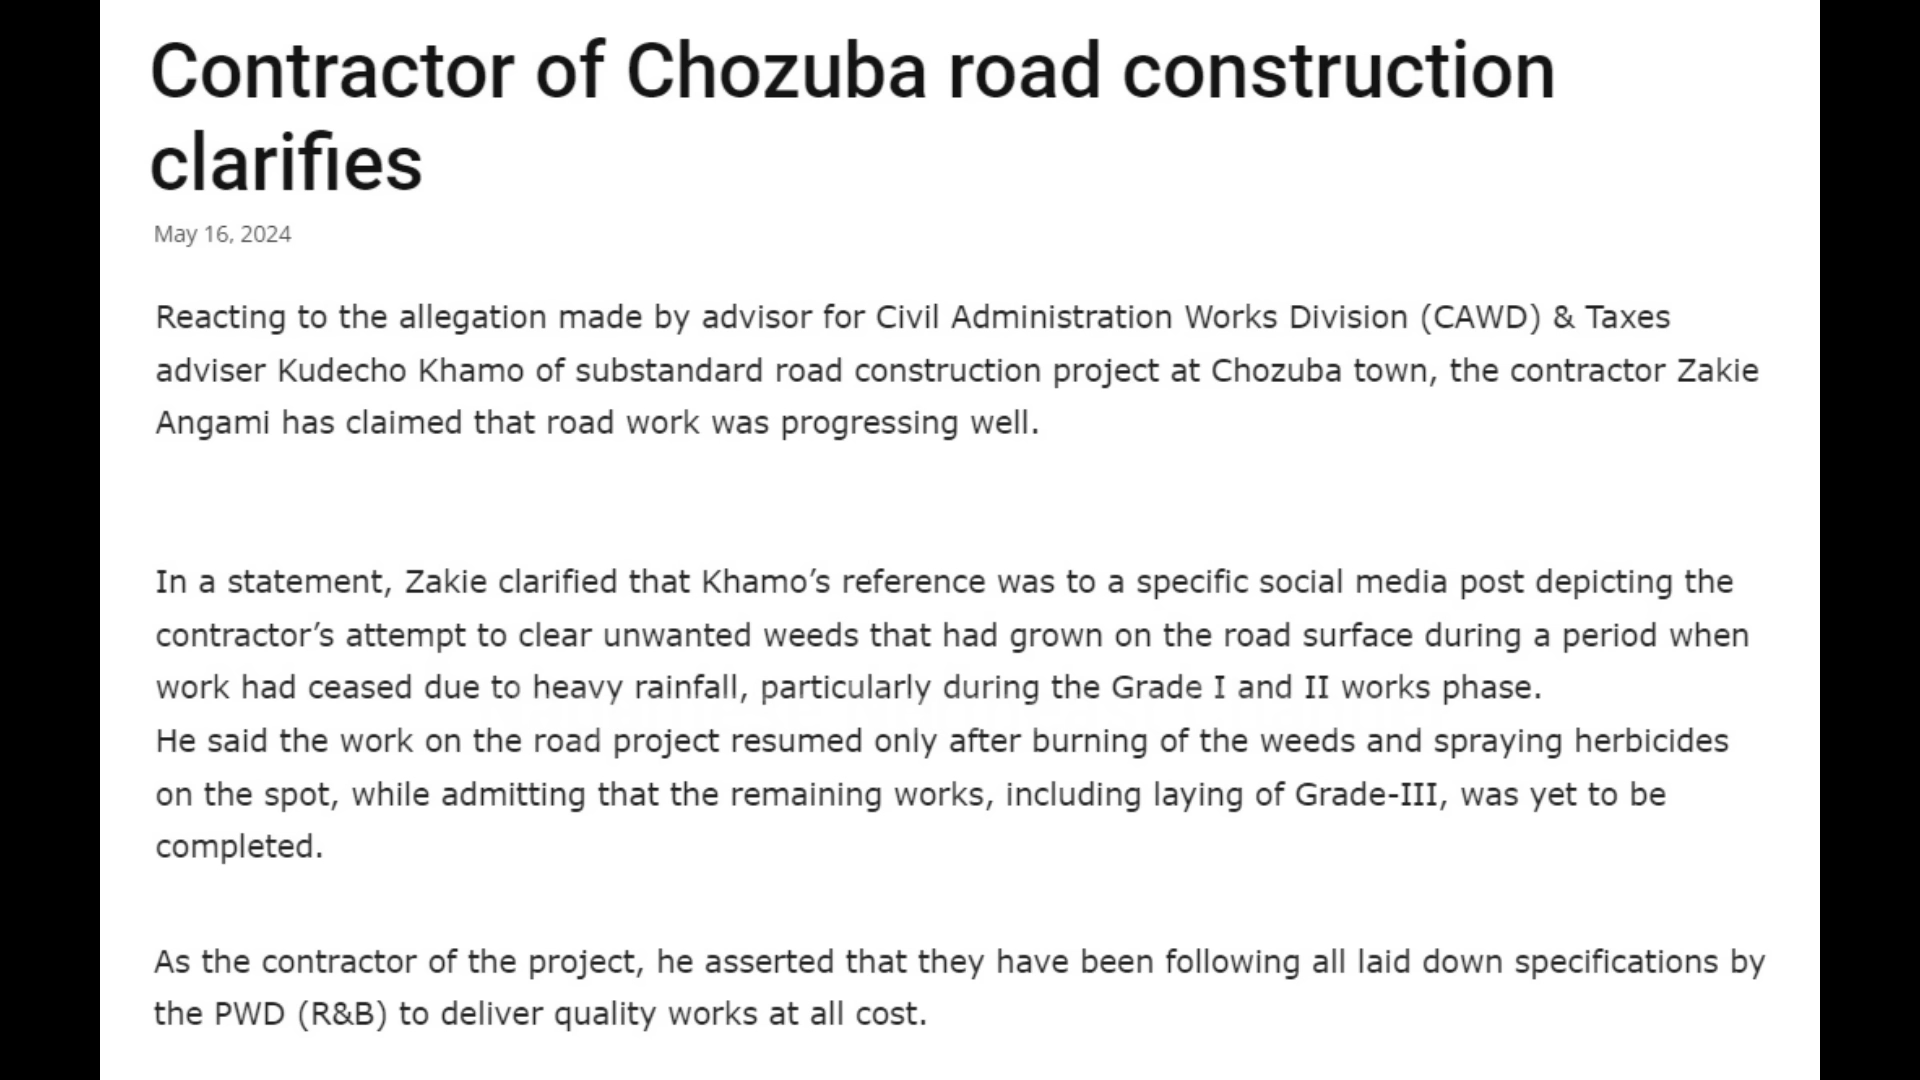 Contractor of Chozuba road construction
clarifies
May 16, 2024
Reacting to the allegation made by advisor for Civil Administration Works Division (CAWD) & Taxes
adviser Kudecho Khamo of substandard road construction project at Chozuba town, the contractor Zakie
Angami has claimed that road work was progressing well.
In a statement, Zakie clarified that Khamo’s reference was to a specific social media post depicting the
contractor’s attempt to clear unwanted weeds that had grown on the road surface during a period when
work had ceased due to heavy rainfall, particularly during the Grade I and II works phase.
He said the work on the road project resumed only after burning of the weeds and spraying herbicides
on the spot, while admitting that the remaining works, including laying of Grade-III, was yet to be
completed.
As the contractor of the project, he asserted that they have been following all laid down specifications by
the PWD (R&B) to deliver quality works at all cost.